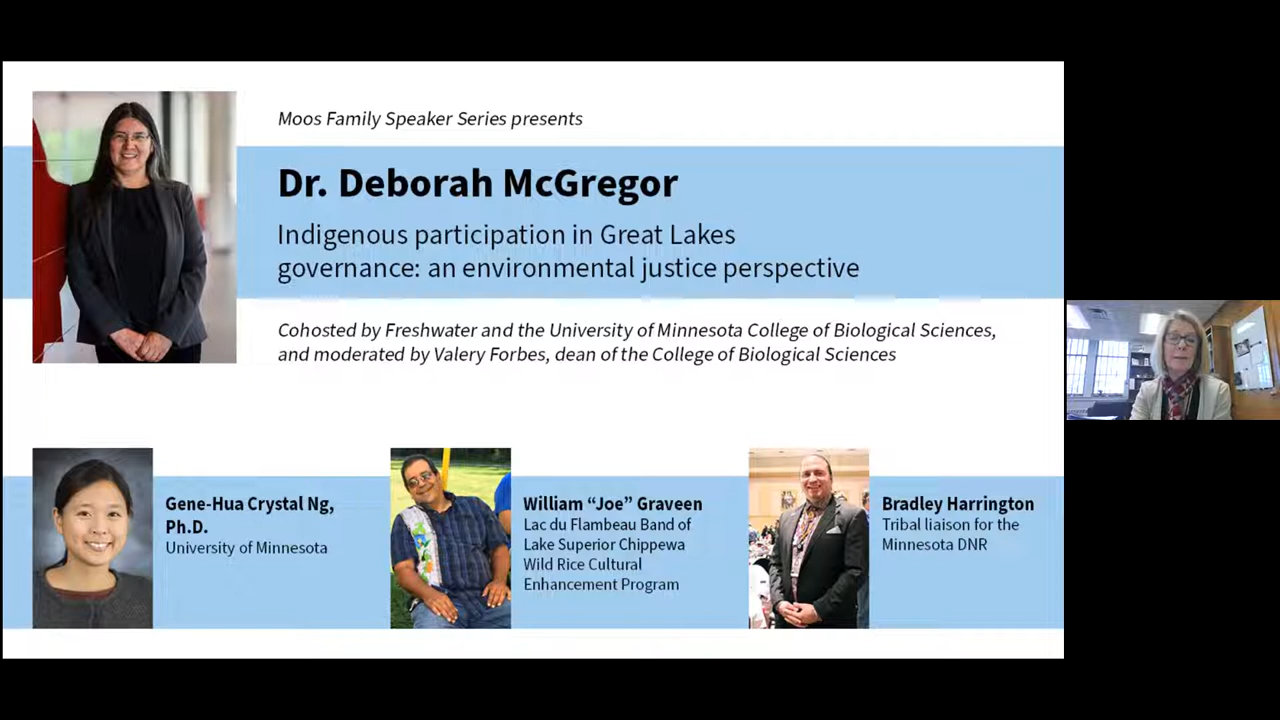 Moos Family Speaker Series presents
Dr. Deborah McGregor
Indigenous participation in Great Lakes
governance: an environmental justice perspective
Cohosted by Freshwater and the University of Minnesota College of Biological Sciences,
and moderated by Valery Forbes, dean of the College of Biological Sciences
Gene-Hua Crystal Ng,
Ph.D.
University of Minnesota
William “Joe” Graveen
Lac du Flambeau Band of
Lake Superior Chippewa
Wild Rice Cultural
Enhancement Program
Bradley Harrington
Tribal liaison for the
Minnesota DNR